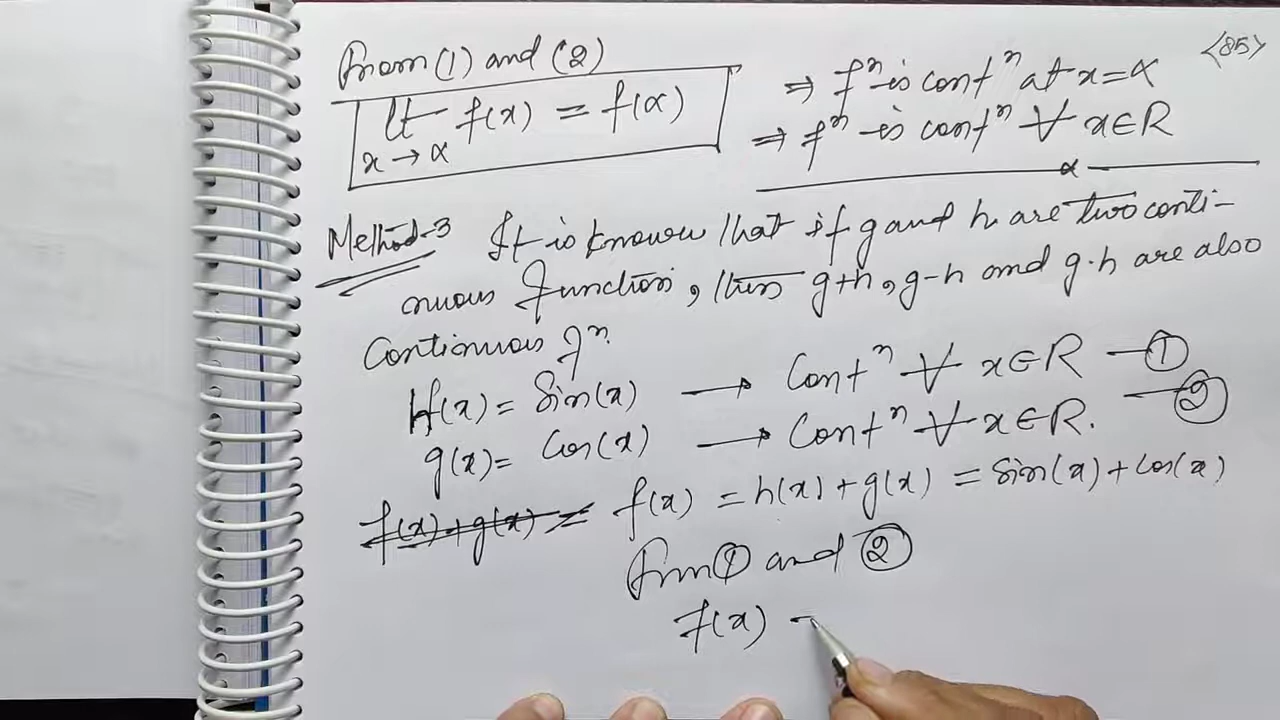 <85>
From (1) and (2)
lt f(x) = f(α)
x → α
⇒ fⁿ is contⁿ at x = α
⇒ fⁿ is contⁿ ∀ x ∈ R
Method-3 It is known that if g and h are two conti-
nuous function, then g+h, g-h and g.h are also
Continuous fⁿ.
h(x) = Sin(x) → Contⁿ ∀ x ∈ R — ①
g(x) = Cos(x) → Contⁿ ∀ x ∈ R. — ②
f(x) + g(x) = f(x) = h(x) + g(x) = Sin(x) + Cos(x)
From ① and ②
f(x) -